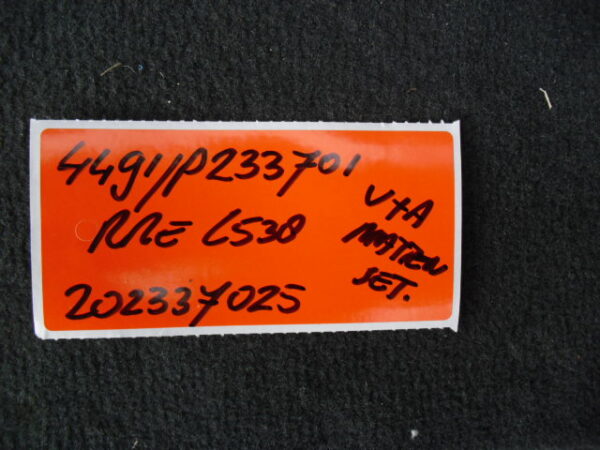 4491//P233701
RRE L538
202337025
V+A
MATTEN
SET.